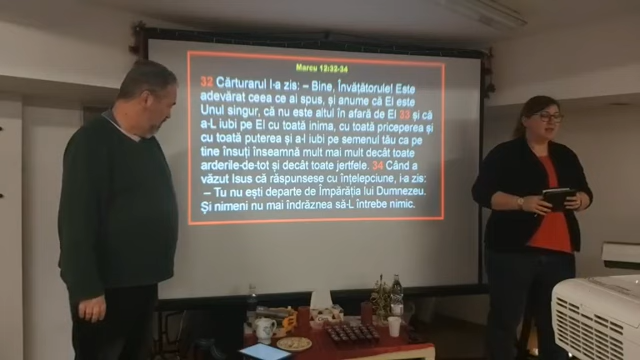 Marcu 12:32-34
32 Cărturarul I-a zis: – Bine, Învățătorule! Este
adevărat ceea ce ai spus, și anume că El este
Unul singur, că nu este altul în afară de El 33 și că
a-L iubi pe El cu toată inima, cu toată priceperea și
cu toată puterea și a-l iubi pe semenul tău ca pe
tine însuți înseamnă mult mai mult decât toate
arderile-de-tot și decât toate jertfele. 34 Când a
văzut Isus că răspunsese cu înțelepciune, i-a zis:
– Tu nu ești departe de Împărăția lui Dumnezeu.
Și nimeni nu mai îndrăznea să-L întrebe nimic.